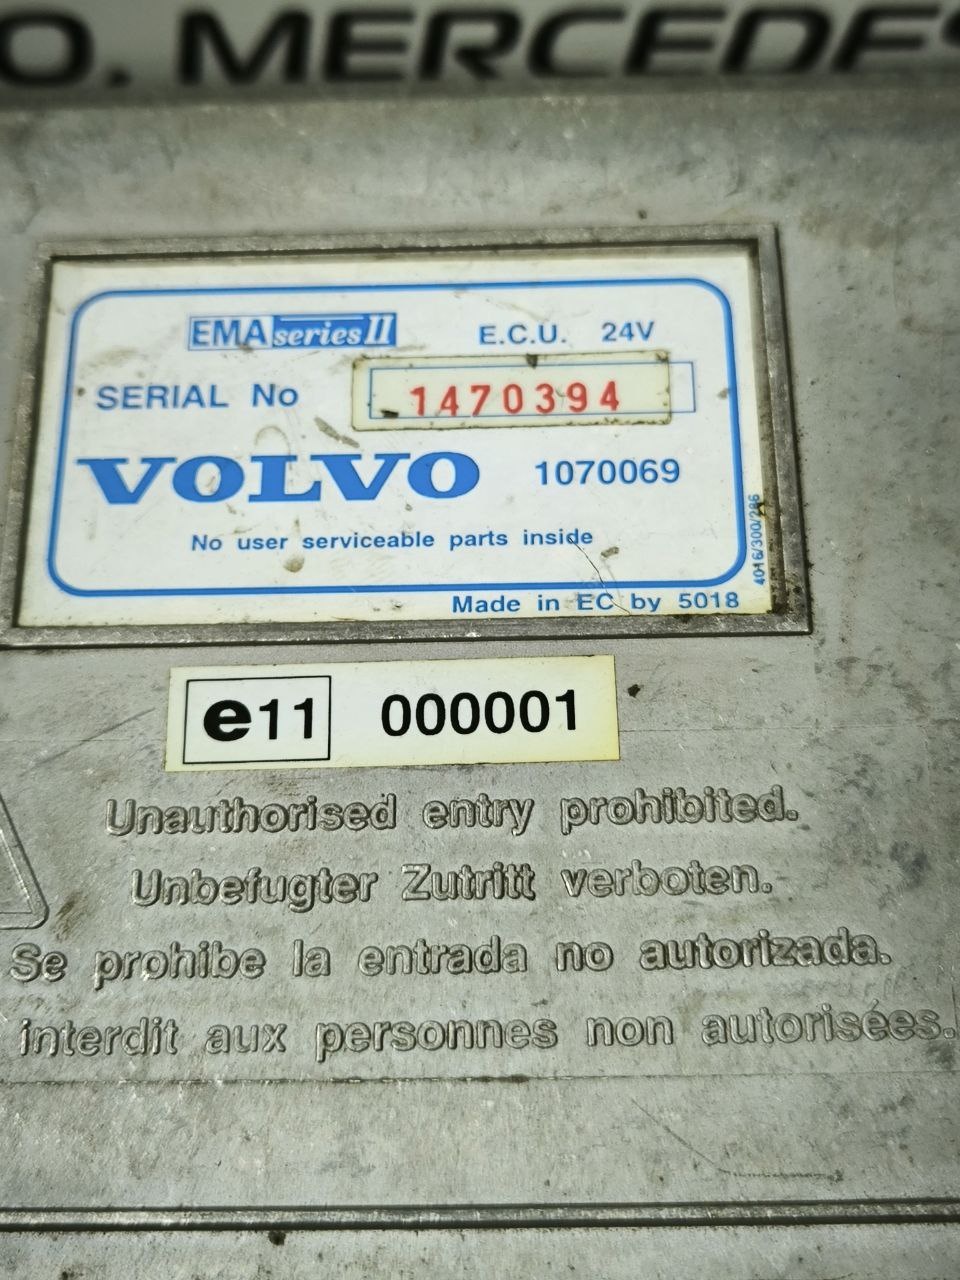 O. MERCEDES
EMA series II E.C.U. 24V
SERIAL No 1470394
VOLVO 1070069
No user serviceable parts inside
4016/300/286
Made in EC by 5018
e11 000001
Unauthorised entry prohibited.
Unbefugter Zutritt verboten.
Se prohibe la entrada no autorizada.
interdit aux personnes non autorisées.